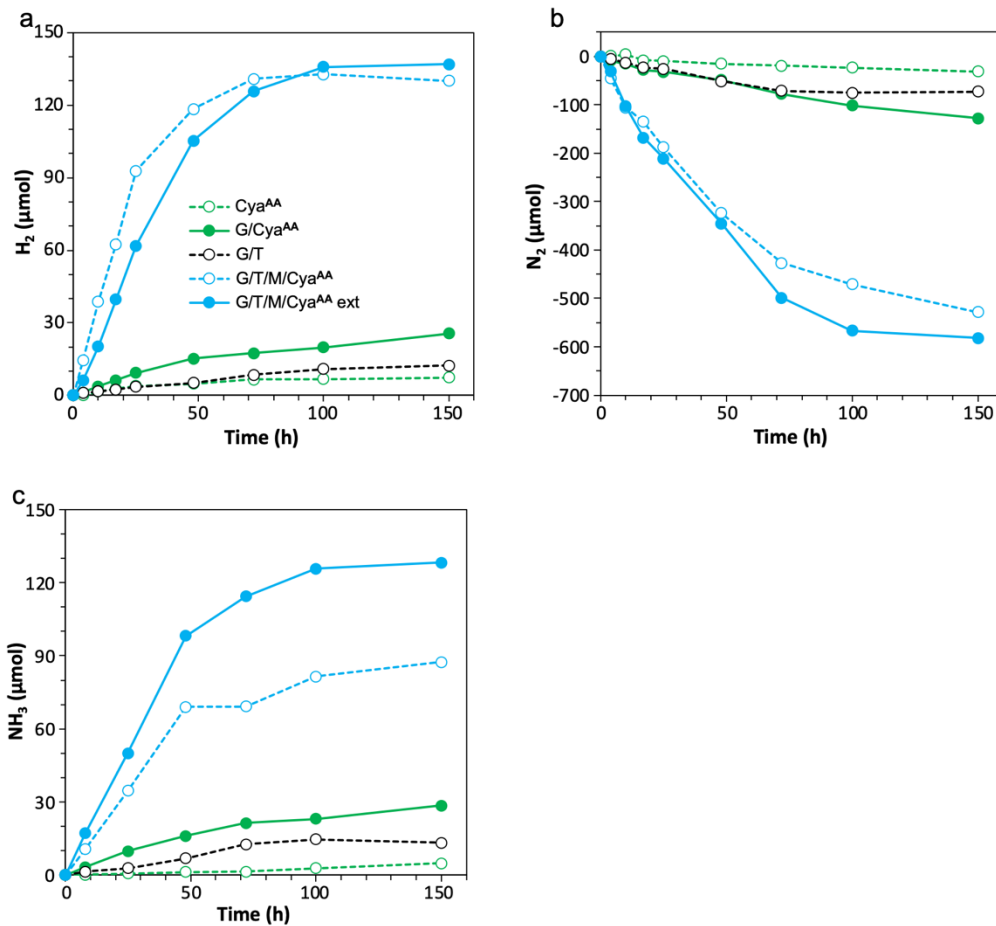 a
150
120
90
60
30
0
H₂ (µmol)
Cyaᴬᴬ
G/Cyaᴬᴬ
G/T
G/T/M/Cyaᴬᴬ
G/T/M/Cyaᴬᴬ ext
0 50 100 150
Time (h)
b
0
-100
-200
-300
-400
-500
-600
-700
N₂ (µmol)
0 50 100 150
Time (h)
c
150
120
90
60
30
0
NH₃ (µmol)
0 50 100 150
Time (h)